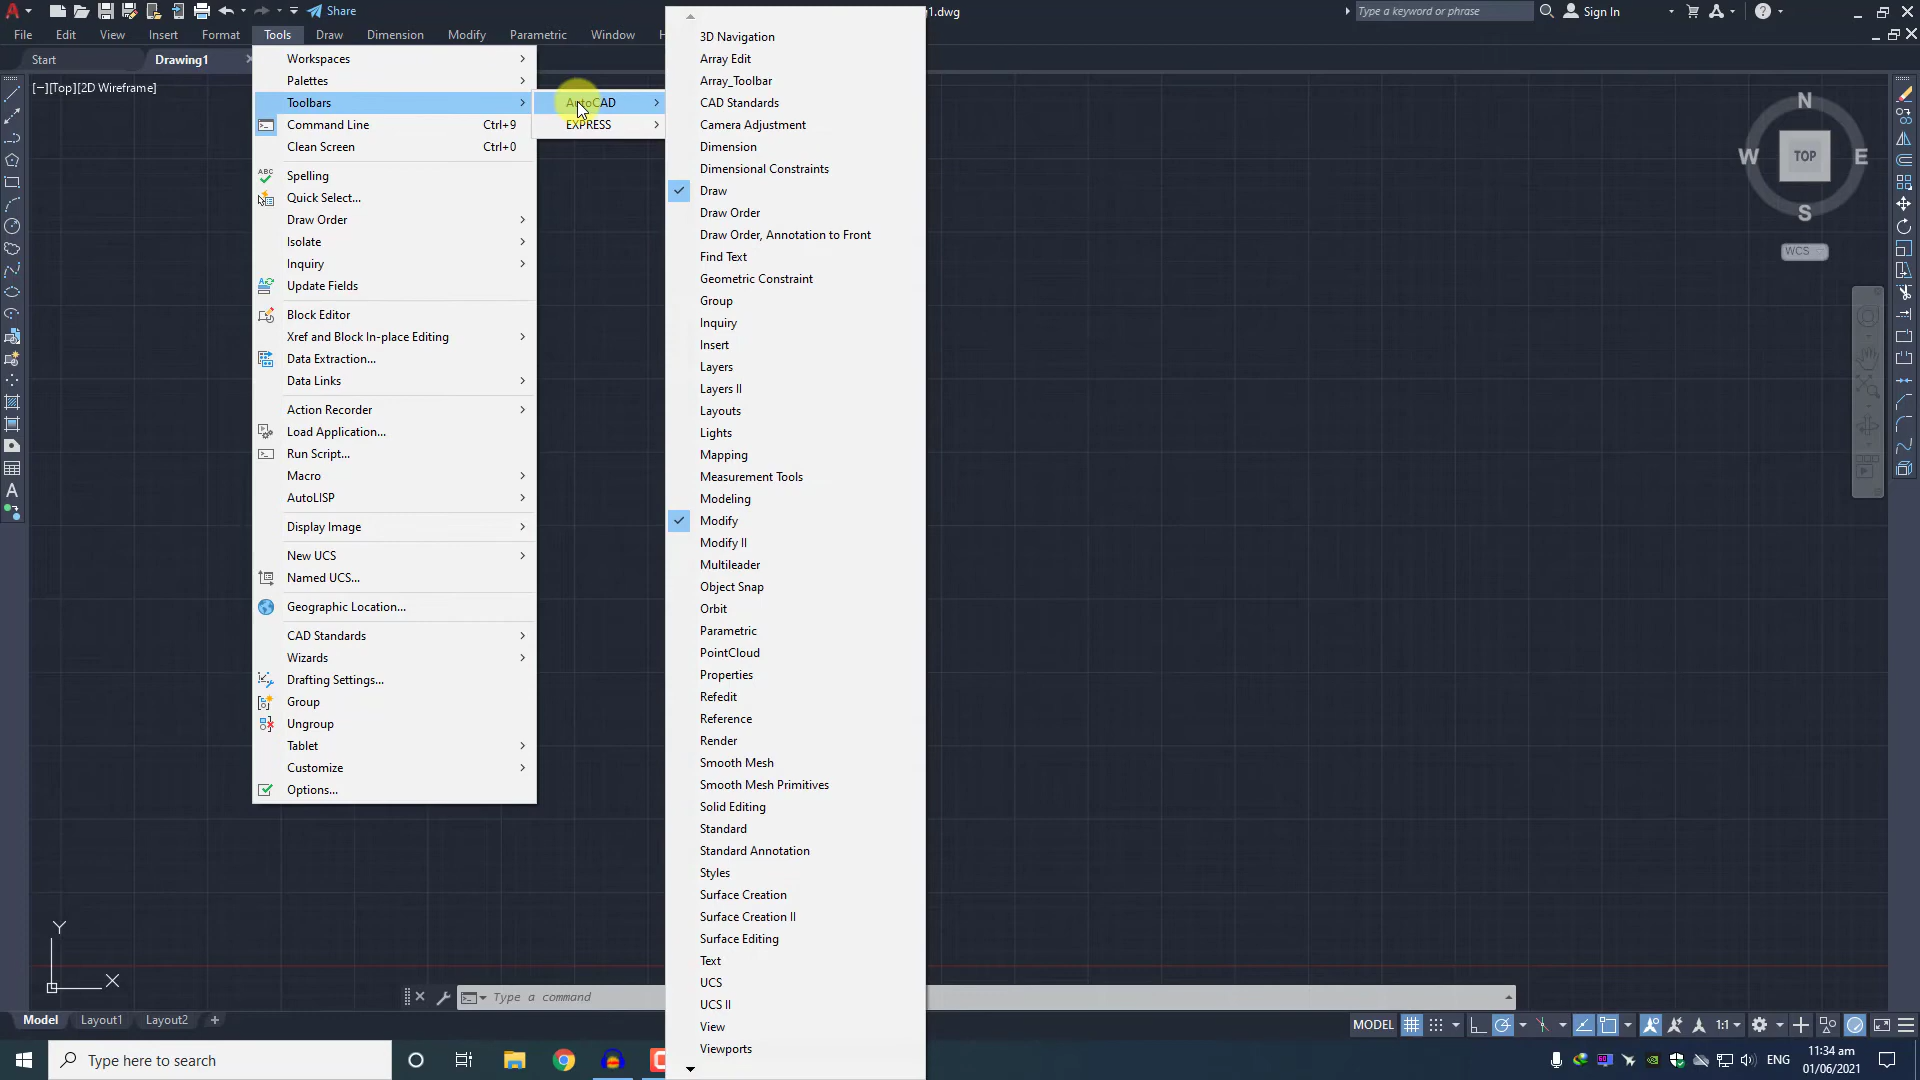 Share
g1.dwg
Type a keyword or phrase
Sign In
File Edit View Insert Format Tools Draw Dimension Modify Parametric Window H
Start
Drawing1
[−][Top][2D Wireframe]
Workspaces
Palettes
Toolbars
Command Line Ctrl+9
Clean Screen Ctrl+0
ABC
Spelling
Quick Select...
Draw Order
Isolate
Inquiry
Update Fields
Block Editor
Xref and Block In-place Editing
Data Extraction...
Data Links
Action Recorder
Load Application...
Run Script...
Macro
AutoLISP
Display Image
New UCS
Named UCS...
Geographic Location...
CAD Standards
Wizards
Drafting Settings...
Group
Ungroup
Tablet
Customize
Options...
AutoCAD
EXPRESS
3D Navigation
Array Edit
Array_Toolbar
CAD Standards
Camera Adjustment
Dimension
Dimensional Constraints
Draw
Draw Order
Draw Order, Annotation to Front
Find Text
Geometric Constraint
Group
Inquiry
Insert
Layers
Layers II
Layouts
Lights
Mapping
Measurement Tools
Modeling
Modify
Modify II
Multileader
Object Snap
Orbit
Parametric
PointCloud
Properties
Refedit
Reference
Render
Smooth Mesh
Smooth Mesh Primitives
Solid Editing
Standard
Standard Annotation
Styles
Surface Creation
Surface Creation II
Surface Editing
Text
UCS
UCS II
View
Viewports
N
W TOP E
S
WCS
A
Y
X
Type a command
Model Layout1 Layout2 +
MODEL 1:1
Type here to search
ENG
11:34 am
01/06/2021